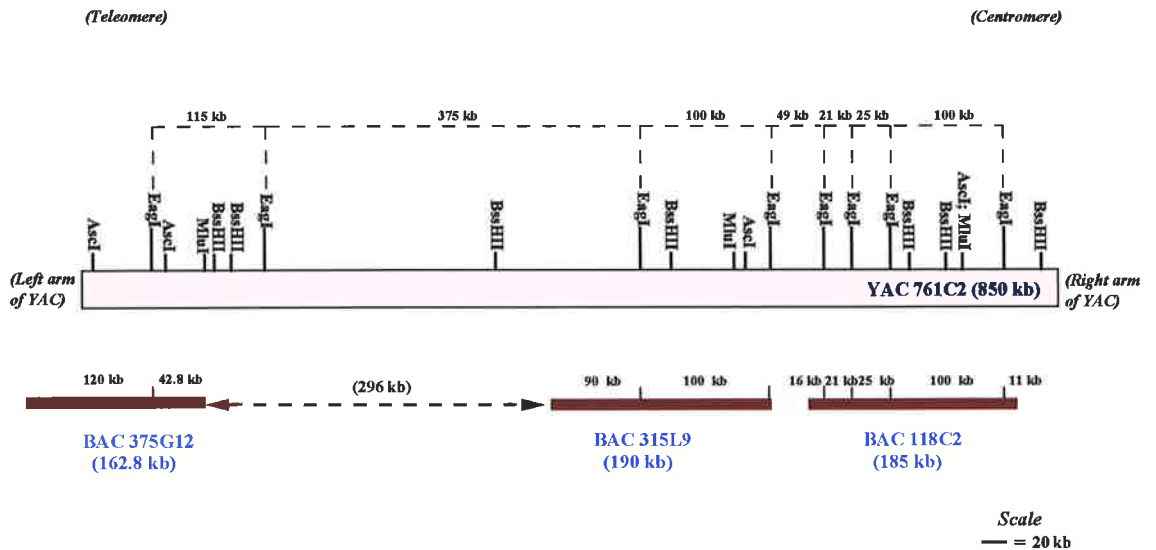 (Teleomere)
(Centromere)
115 kb
375 kb
100 kb
49 kb
21 kb
25 kb
100 kb
AscI
EagI
AscI
MluI
BssHII
BssHII
EagI
BssHII
EagI
BssHII
MluI
AscI
EagI
EagI
EagI
EagI
BssHII
BssHII
AscI; MluI
EagI
BssHII
(Left arm
of YAC)
YAC 761C2 (850 kb)
(Right arm
of YAC)
120 kb
42.8 kb
(296 kb)
90 kb
100 kb
16 kb
21 kb
25 kb
100 kb
11 kb
BAC 375G12
(162.8 kb)
BAC 315L9
(190 kb)
BAC 118C2
(185 kb)
Scale
= 20 kb